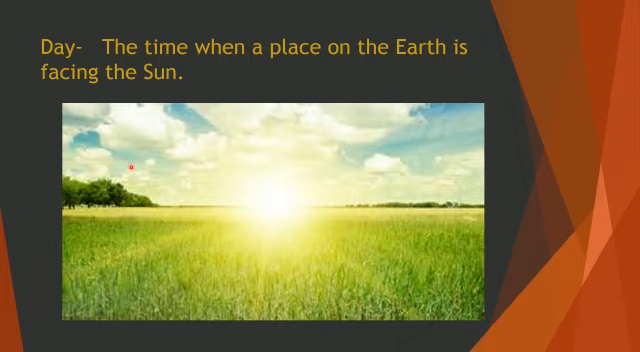 Day-   The time when a place on the Earth is
facing the Sun.